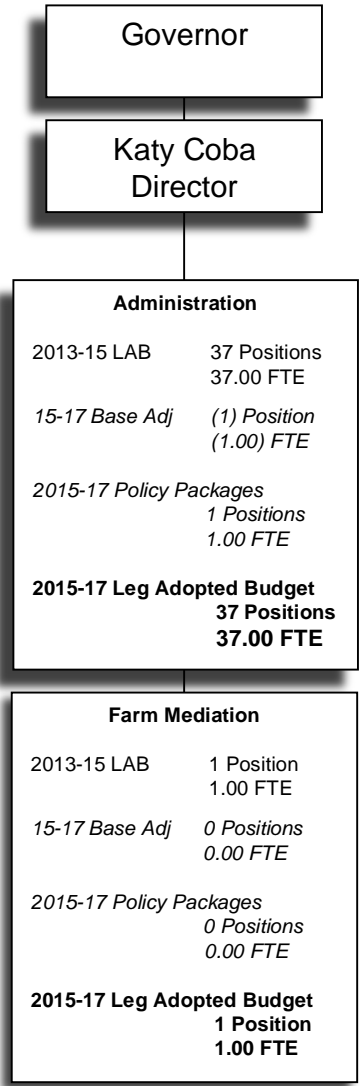 Governor
Katy Coba
Director
Administration
2013-15 LAB 37 Positions
37.00 FTE
15-17 Base Adj (1) Position
(1.00) FTE
2015-17 Policy Packages
1 Positions
1.00 FTE
2015-17 Leg Adopted Budget
37 Positions
37.00 FTE
Farm Mediation
2013-15 LAB 1 Position
1.00 FTE
15-17 Base Adj 0 Positions
0.00 FTE
2015-17 Policy Packages
0 Positions
0.00 FTE
2015-17 Leg Adopted Budget
1 Position
1.00 FTE